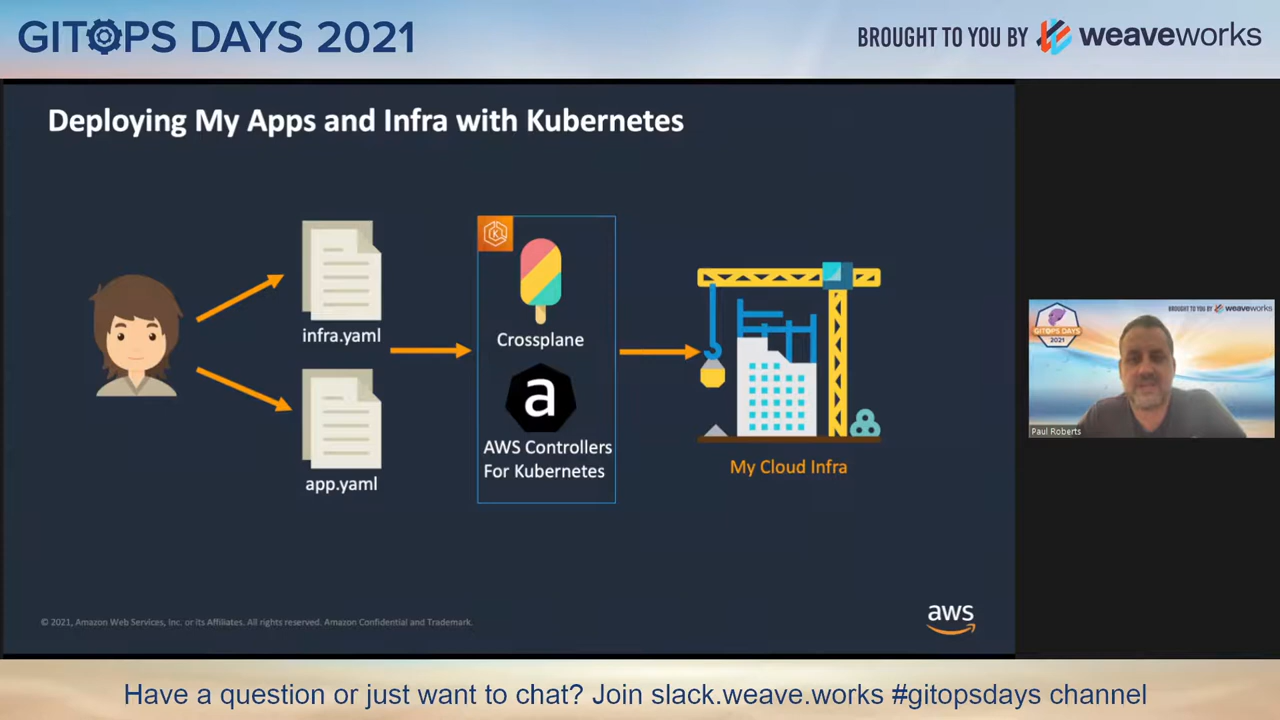 GITOPS DAYS 2021
BROUGHT TO YOU BY weaveworks
Deploying My Apps and Infra with Kubernetes
infra.yaml
app.yaml
K
Crossplane
a
AWS Controllers
For Kubernetes
My Cloud Infra
© 2021, Amazon Web Services, Inc. or its Affiliates. All rights reserved. Amazon Confidential and Trademark.
aws
GITOPS DAYS
2021
BROUGHT TO YOU BY weaveworks
Paul Roberts
Have a question or just want to chat? Join slack.weave.works #gitopsdays channel